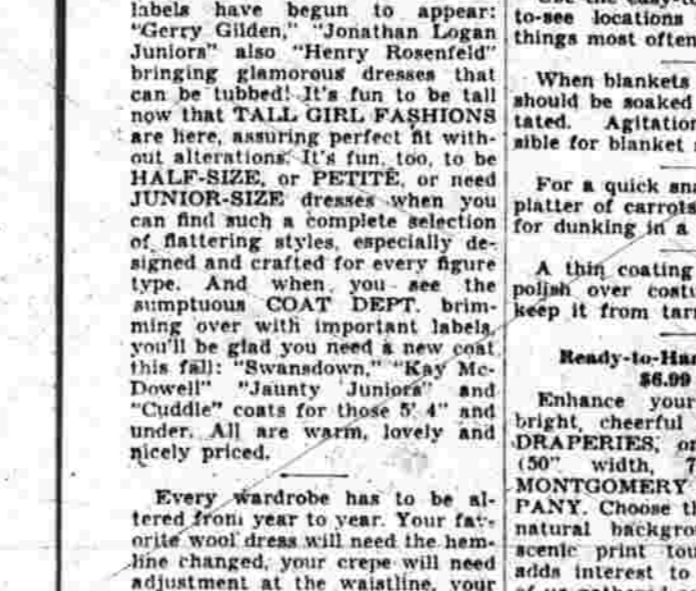 labels have begun to appear:
"Gerry Gilden," "Jonathan Logan
Juniors" also "Henry Rosenfeld"
bringing glamorous dresses that
can be tubbed! It's fun to be tall
now that TALL GIRL FASHIONS
are here, assuring perfect fit with-
out alterations. It's fun, too, to be
HALF-SIZE, or PETITE, or need
JUNIOR-SIZE dresses when you
can find such a complete selection
of flattering styles, especially de-
signed and crafted for every figure
type. And when you see the
sumptuous COAT DEPT. brim-
ming over with important labels,
you'll be glad you need a new coat
this fall: "Swansdown," "Kay Mc-
Dowell" "Jaunty Juniors" and
"Cuddle" coats for those 5' 4" and
under. All are warm, lovely and
nicely priced.
Every wardrobe has to be al-
tered from year to year. Your fav-
orite wool dress will need the hem-
line changed, your crepe will need
adjustment at the waistline, your
to-see locations
things most often
When blankets
should be soaked
tated. Agitation
sible for blanket
For a quick an
platter of carrots
for dunking in a
A thin coating
polish over costu
keep it from tarn
Ready-to-Ha
$6.99
Enhance your
bright, cheerful
DRAPERIES, or
(50" width, 7
MONTGOMERY
PANY. Choose th
natural backgro
scenic print tou
adds interest to